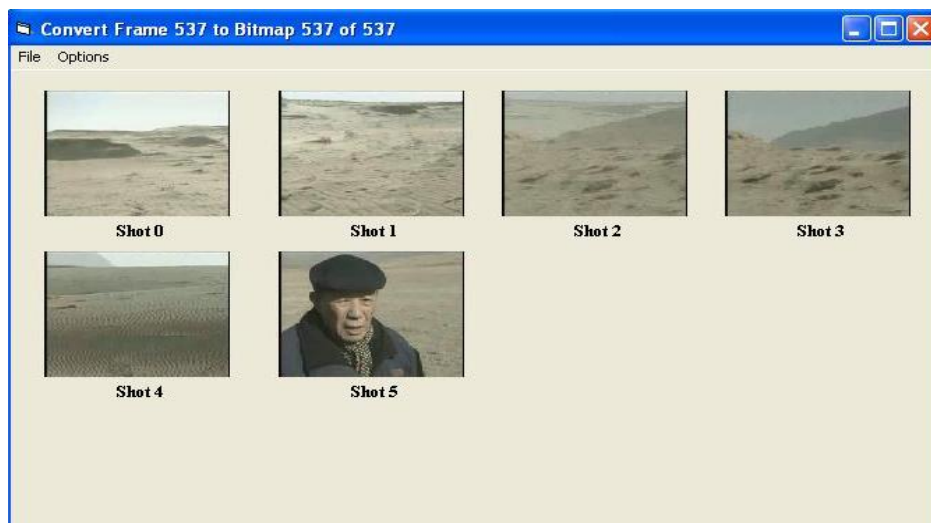 Convert Frame 537 to Bitmap 537 of 537
File Options
Shot 0 Shot 1 Shot 2 Shot 3
Shot 4 Shot 5